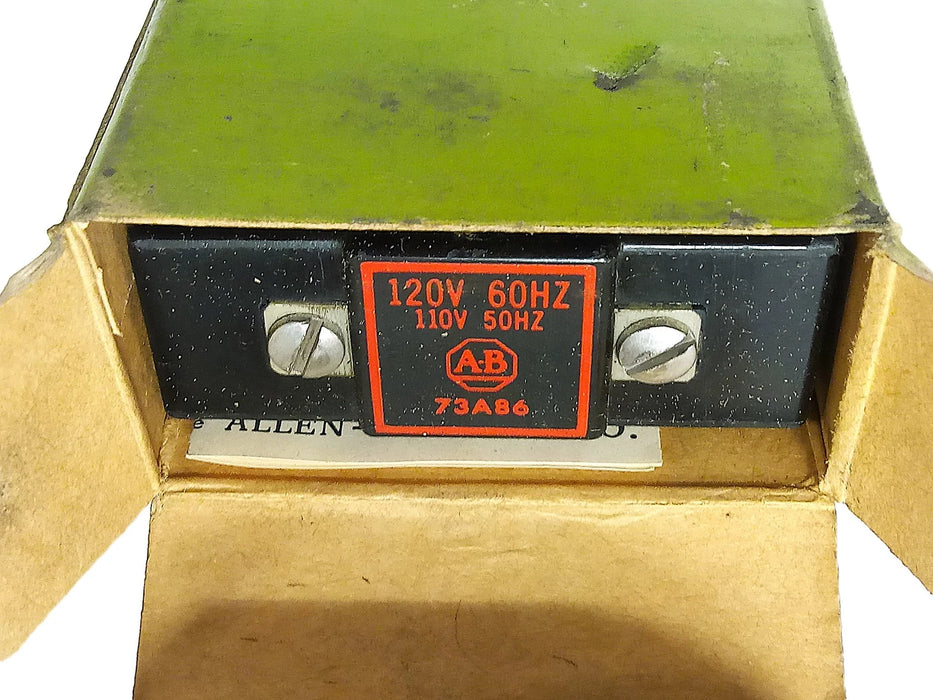 120V 60HZ
110V 50HZ
A-B
73A86
e ALLEN- O.